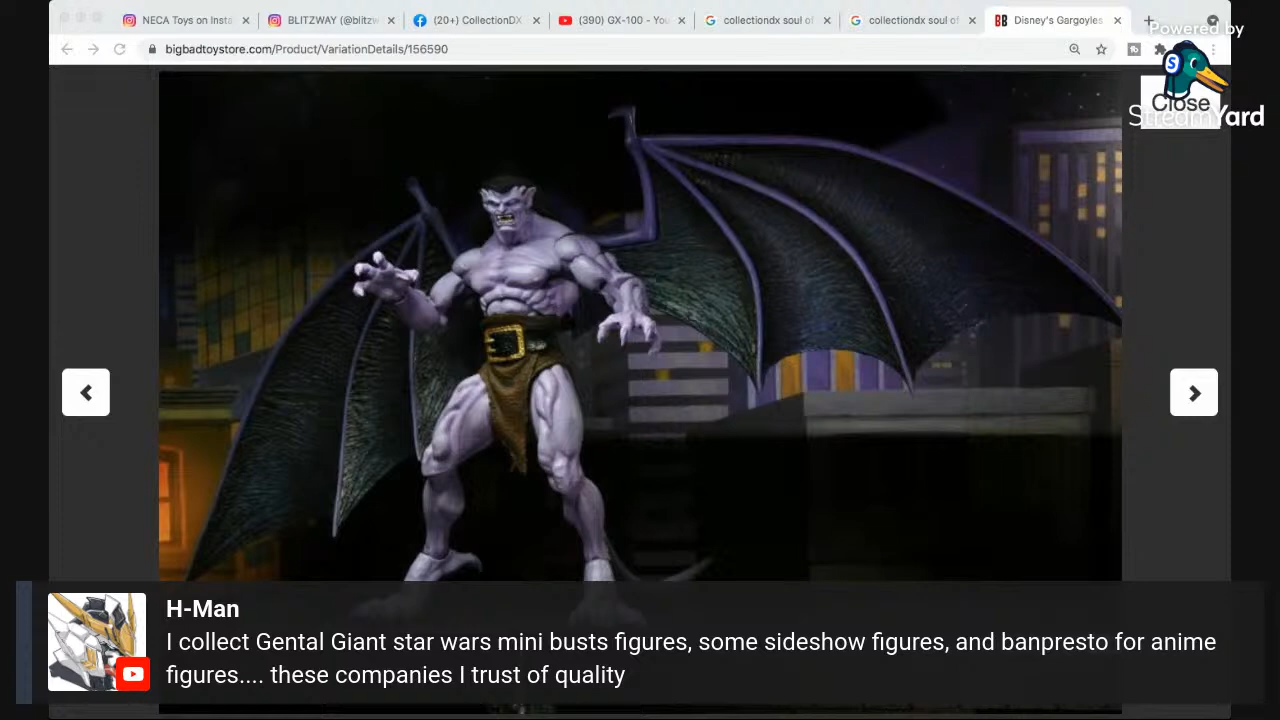 NECA Toys on Insta
BLITZWAY (@blitzw
(20+) CollectionDX
(390) GX-100 - You
collectiondx soul of
collectiondx soul of
BB Disney's Gargoyles
bigbadtoystore.com/Product/VariationDetails/156590
Powered by
S
Close
StreamYard
H-Man
I collect Gental Giant star wars mini busts figures, some sideshow figures, and banpresto for anime
figures.... these companies I trust of quality